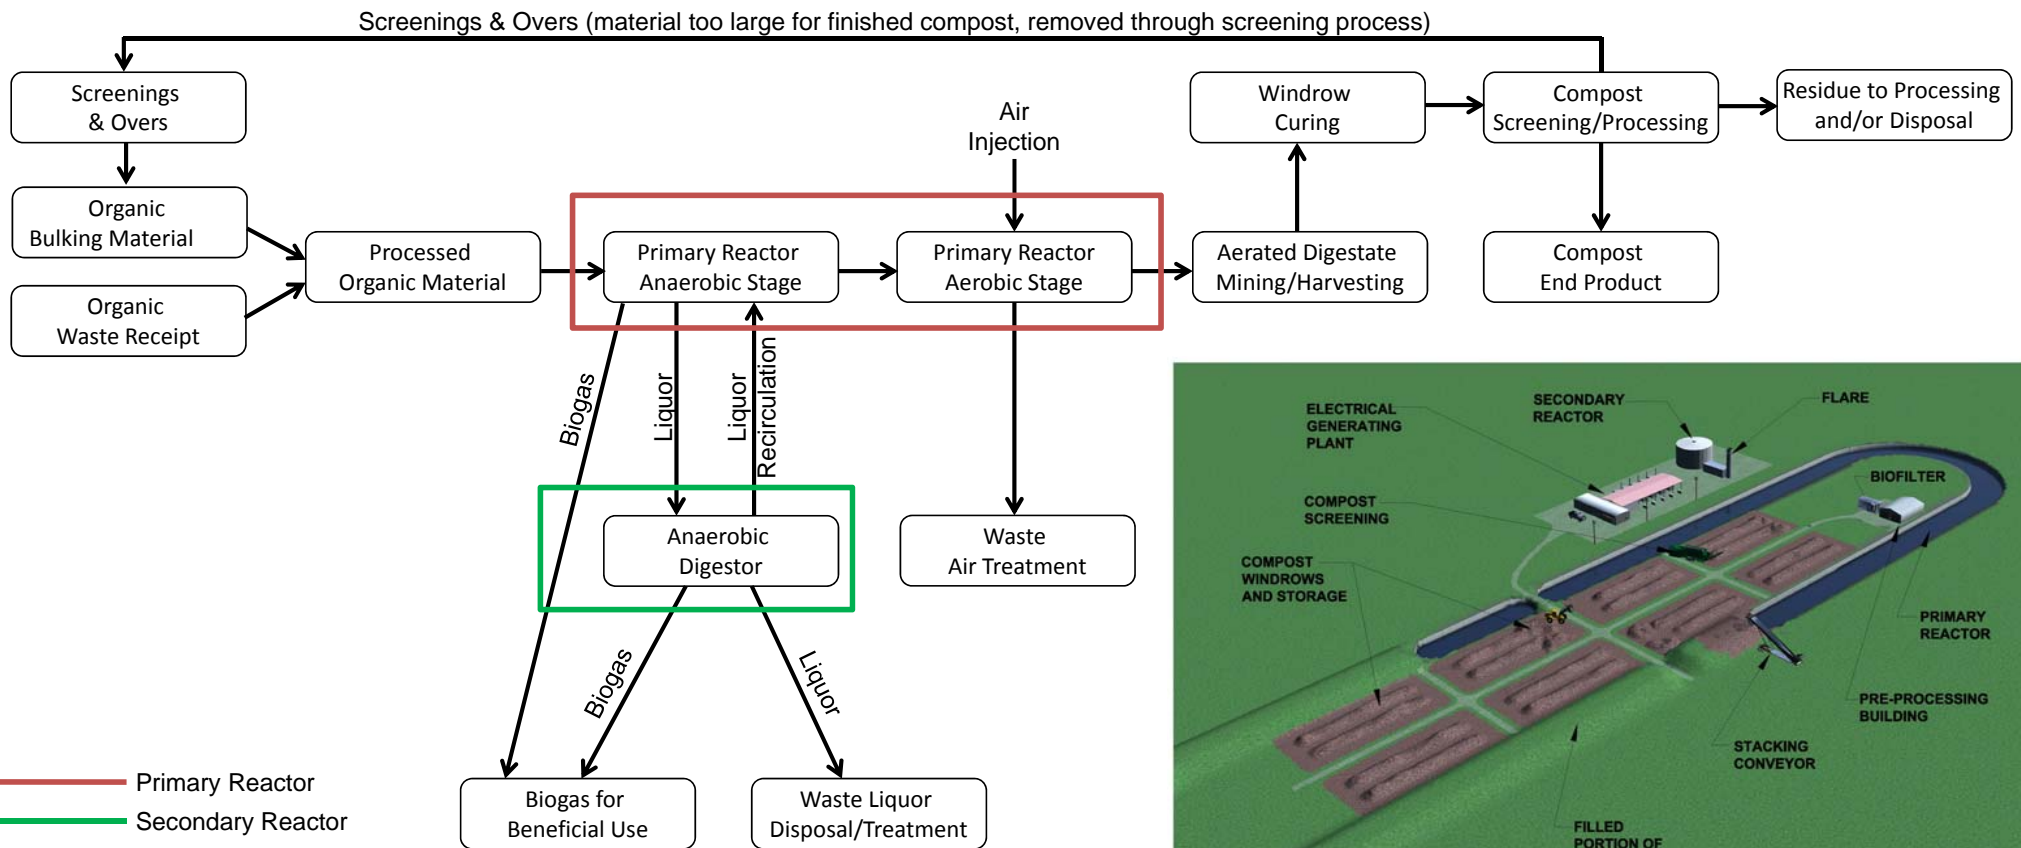 Screenings & Overs (material too large for finished compost, removed through screening process)
Screenings
& Overs
Organic
Bulking Material
Organic
Waste Receipt
Processed
Organic Material
Primary Reactor
Anaerobic Stage
Air
Injection
Primary Reactor
Aerobic Stage
Aerated Digestate
Mining/Harvesting
Windrow
Curing
Compost
Screening/Processing
Residue to Processing
and/or Disposal
Compost
End Product
Biogas
Liquor
Liquor
Recirculation
Anaerobic
Digestor
Waste
Air Treatment
Biogas
Liquor
Biogas for
Beneficial Use
Waste Liquor
Disposal/Treatment
Primary Reactor
Secondary Reactor
ELECTRICAL
GENERATING
PLANT
SECONDARY
REACTOR
FLARE
BIOFILTER
COMPOST
SCREENING
COMPOST
WINDROWS
AND STORAGE
PRIMARY
REACTOR
PRE-PROCESSING
BUILDING
STACKING
CONVEYOR
FILLED
PORTION OF